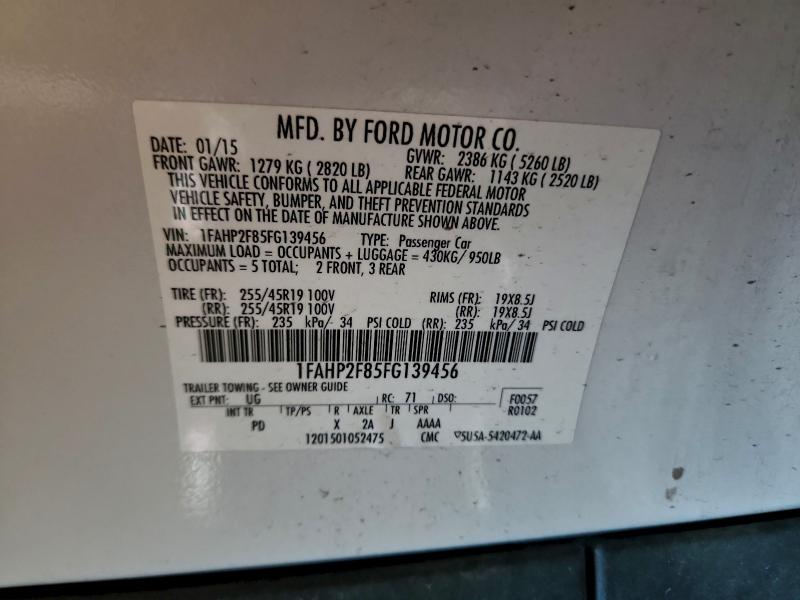 MFD. BY FORD MOTOR CO.
DATE: 01/15 GVWR: 2386 KG ( 5260 LB)
FRONT GAWR: 1279 KG ( 2820 LB) REAR GAWR: 1143 KG ( 2520 LB)
THIS VEHICLE CONFORMS TO ALL APPLICABLE FEDERAL MOTOR
VEHICLE SAFETY, BUMPER, AND THEFT PREVENTION STANDARDS
IN EFFECT ON THE DATE OF MANUFACTURE SHOWN ABOVE.
VIN: 1FAHP2F85FG139456 TYPE: Passenger Car
MAXIMUM LOAD = OCCUPANTS + LUGGAGE = 430KG/ 950LB
OCCUPANTS = 5 TOTAL; 2 FRONT, 3 REAR
TIRE (FR): 255/45R19 100V RIMS (FR): 19X8.5J
(RR): 255/45R19 100V (RR): 19X8.5J
PRESSURE (FR): 235 kPa/ 34 PSI COLD (RR): 235 kPa/ 34 PSI COLD
1FAHP2F85FG139456
TRAILER TOWING - SEE OWNER GUIDE
EXT PNT: UG RC: 71 DSO: F0057
INT TR TP/PS R AXLE TR SPR R0102
PD X 2A J AAAA
1201501052475 CMC 5USA-5420472-AA